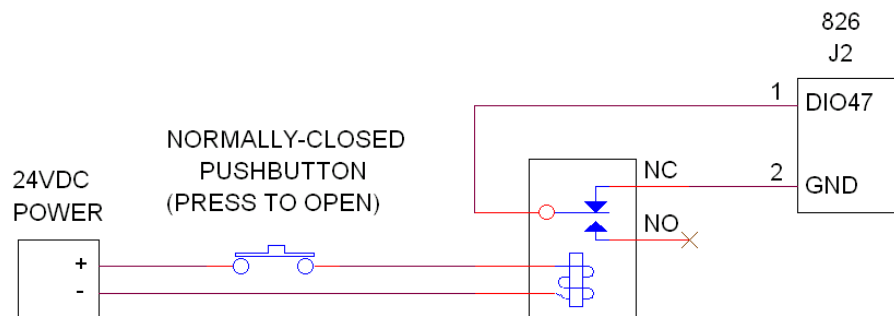 826
J2
1
DIO47
NORMALLY-CLOSED
PUSHBUTTON
(PRESS TO OPEN)
NC
2
GND
24VDC
POWER
NO
+
-